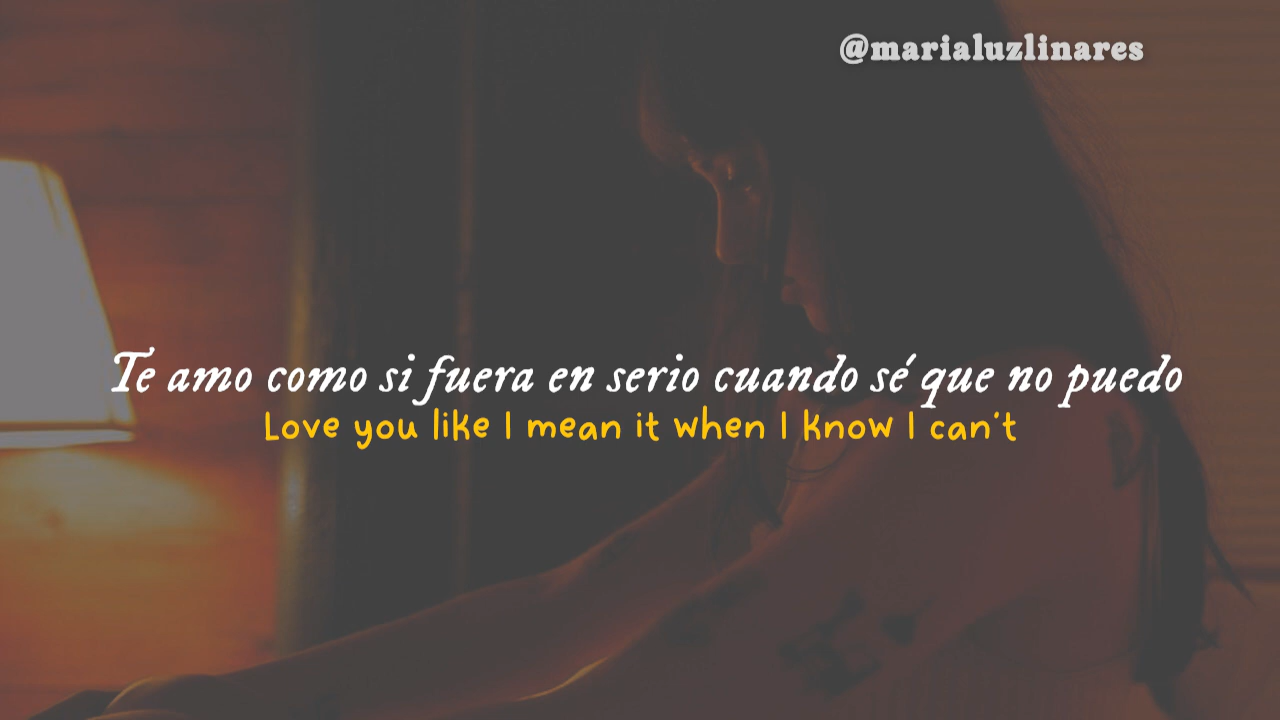 @marialuzlinares
Te amo como si fuera en serio cuando sé que no puedo
Love you like I mean it when I know I can't